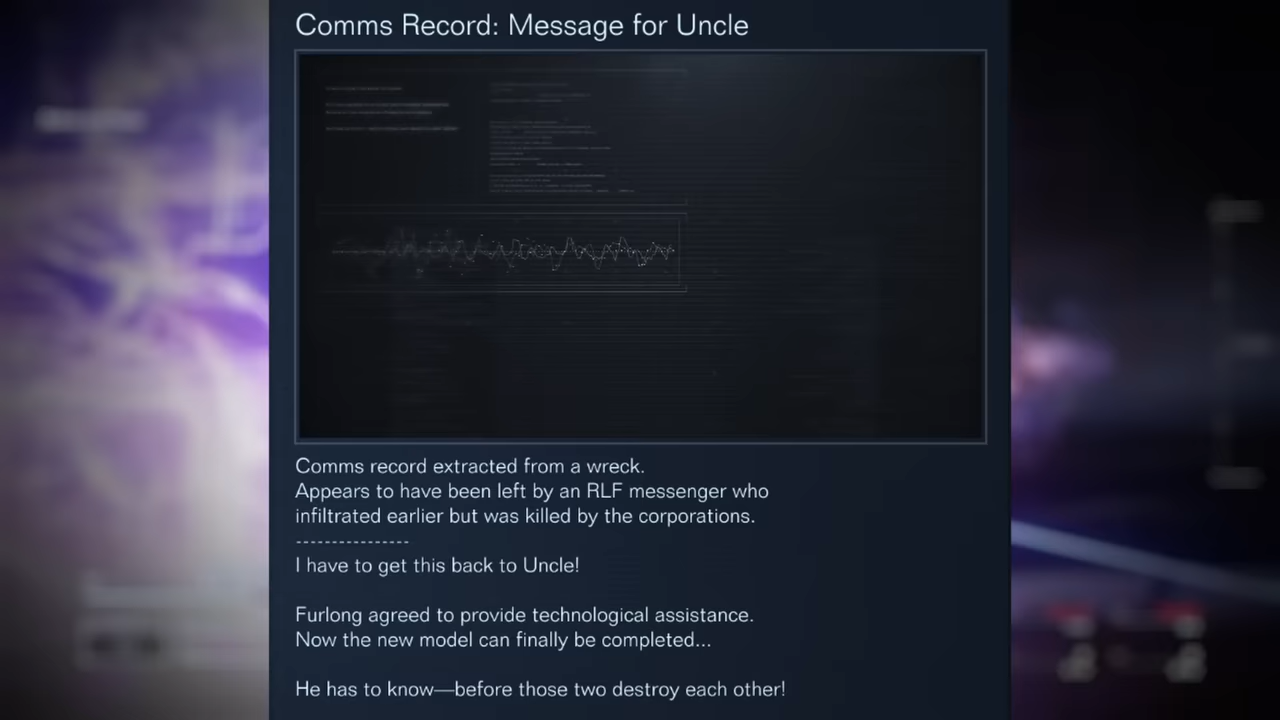 Comms Record: Message for Uncle
Comms record extracted from a wreck.
Appears to have been left by an RLF messenger who
infiltrated earlier but was killed by the corporations.
----------------
I have to get this back to Uncle!
Furlong agreed to provide technological assistance.
Now the new model can finally be completed...
He has to know—before those two destroy each other!